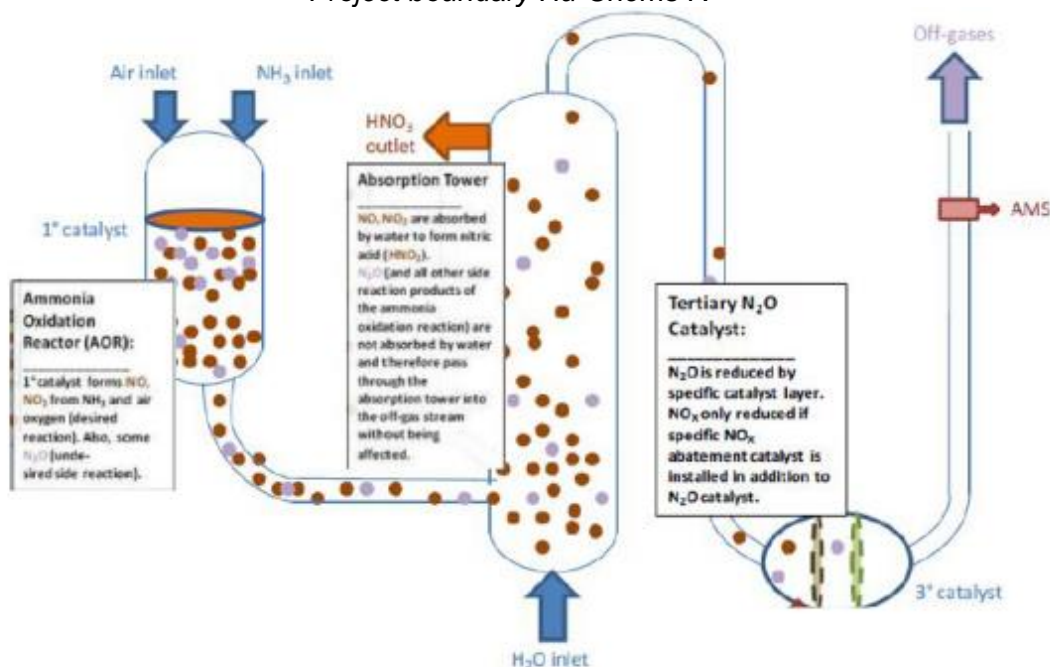 Air inlet
NH₃ inlet
Off-gases
HNO₃
outlet
Absorption Tower
NO, NO₂ are absorbed
by water to form nitric
acid (HNO₃).
N₂O (and all other side
reaction products of
the ammonia
oxidation reaction) are
not absorbed by water
and therefore pass
through the
absorption tower into
the off-gas stream
without being
affected.
1° catalyst
AMS
Ammonia
Oxidation
Reactor (AOR):
1° catalyst forms NO,
NO₂ from NH₃ and air
oxygen (desired
reaction). Also, some
N₂O (unde-
sired side reaction).
Tertiary N₂O
Catalyst:
N₂O is reduced by
specific catalyst layer.
NOₓ only reduced if
specific NOₓ
abatement catalyst is
installed in addition to
N₂O catalyst.
3° catalyst
H₂O inlet